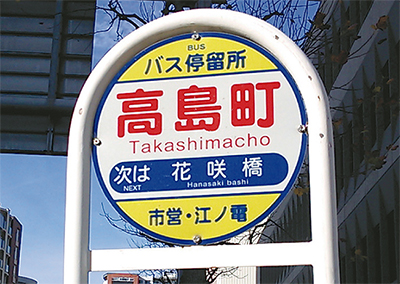 BUS
バス停留所
高島町
Takashimacho
次は 花咲橋
NEXT Hanasaki bashi
市営・江ノ電